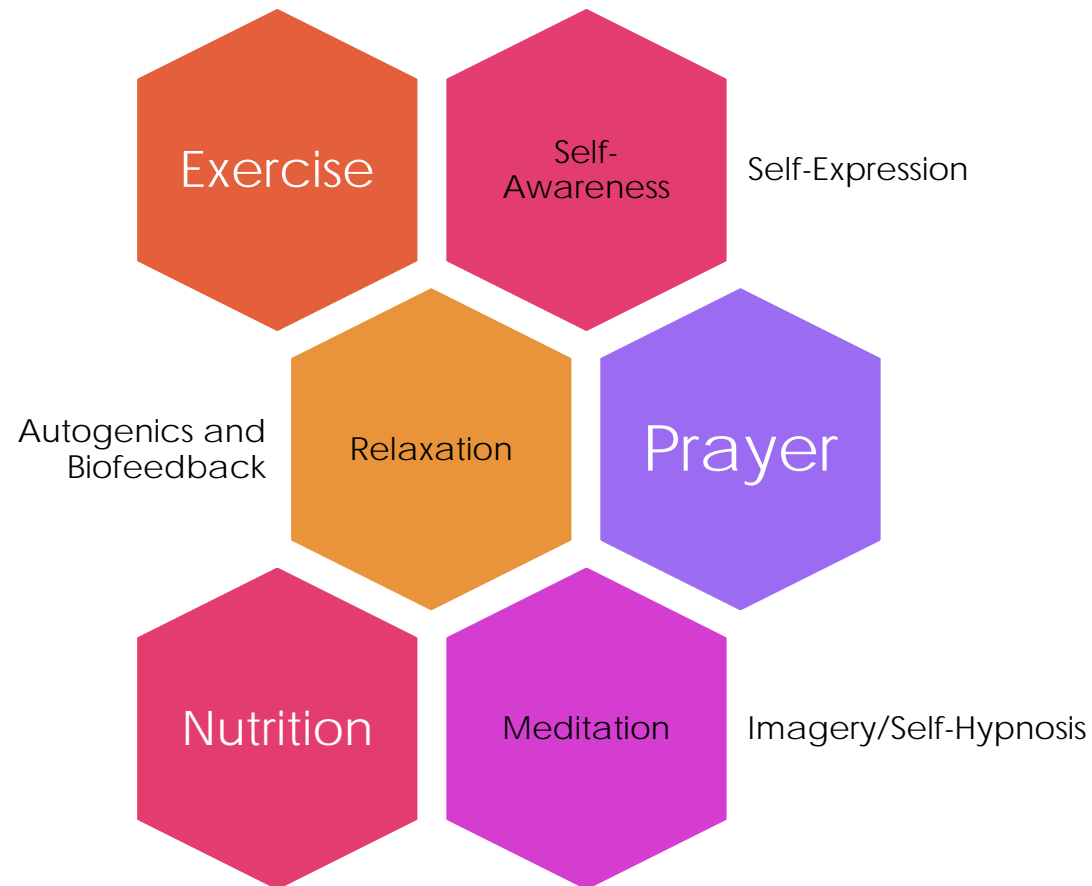 Exercise
Self-
Awareness
Self-Expression
Autogenics and
Biofeedback
Relaxation
Prayer
Nutrition
Meditation
Imagery/Self-Hypnosis